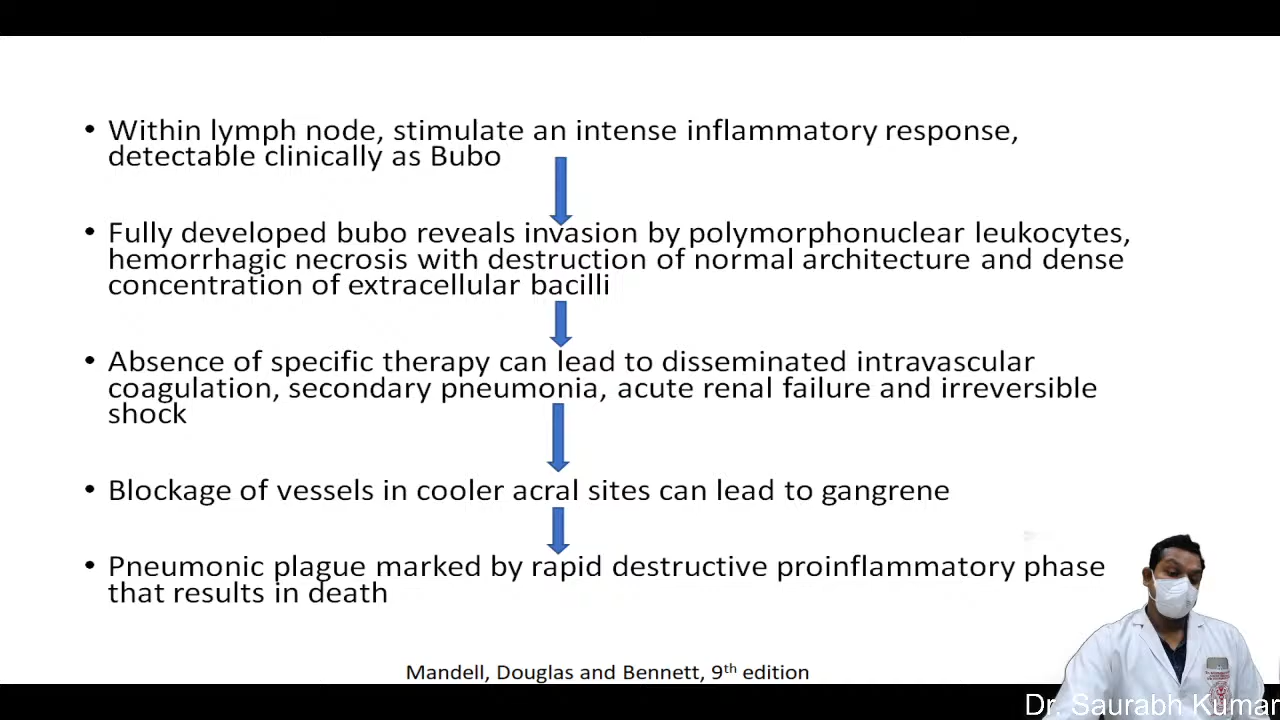 • Within lymph node, stimulate an intense inflammatory response,
detectable clinically as Bubo
• Fully developed bubo reveals invasion by polymorphonuclear leukocytes,
hemorrhagic necrosis with destruction of normal architecture and dense
concentration of extracellular bacilli
• Absence of specific therapy can lead to disseminated intravascular
coagulation, secondary pneumonia, acute renal failure and irreversible
shock
• Blockage of vessels in cooler acral sites can lead to gangrene
• Pneumonic plague marked by rapid destructive proinflammatory phase
that results in death
Mandell, Douglas and Bennett, 9th edition
Dr. Saurabh Kumar